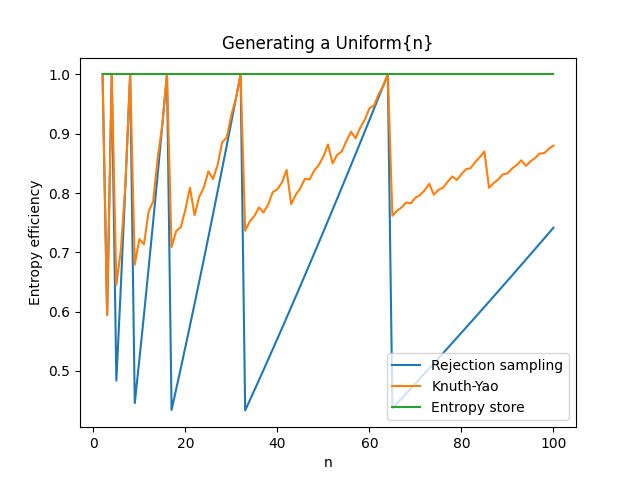 Generating a Uniform{n}
Entropy efficiency
1.0
0.9
0.8
0.7
0.6
0.5
0
20
40
60
80
100
n
Rejection sampling
Knuth-Yao
Entropy store